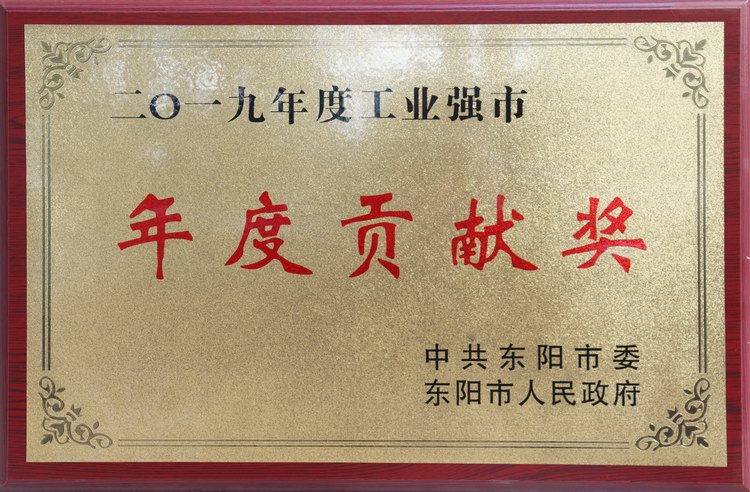 二〇一九年度工业强市
年度贡献奖
中共东阳市委
东阳市人民政府